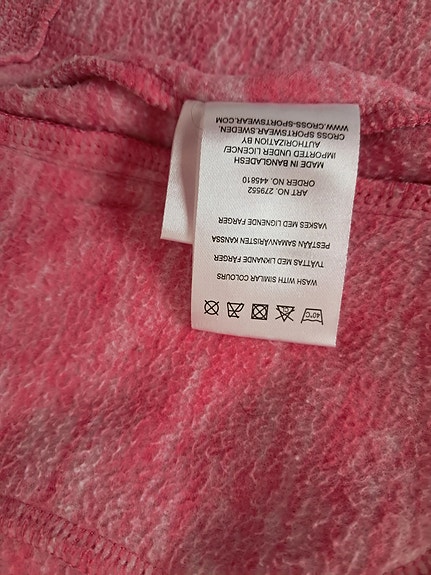 40°C
WASH WITH SIMILAR COLOURS
TVÄTTAS MED LIKNANDE FÄRGER
PESTÄÄN SAMANVÄRISTEN KANSSA
VASKES MED LIGNENDE FARGER
ART NO. 279552
ORDER NO. 445810
MADE IN BANGLADESH
IMPORTED UNDER LICENCE/
AUTHORIZATION BY
CROSS SPORTSWEAR.SWEDEN.
WWW.CROSS-SPORTSWEAR.COM